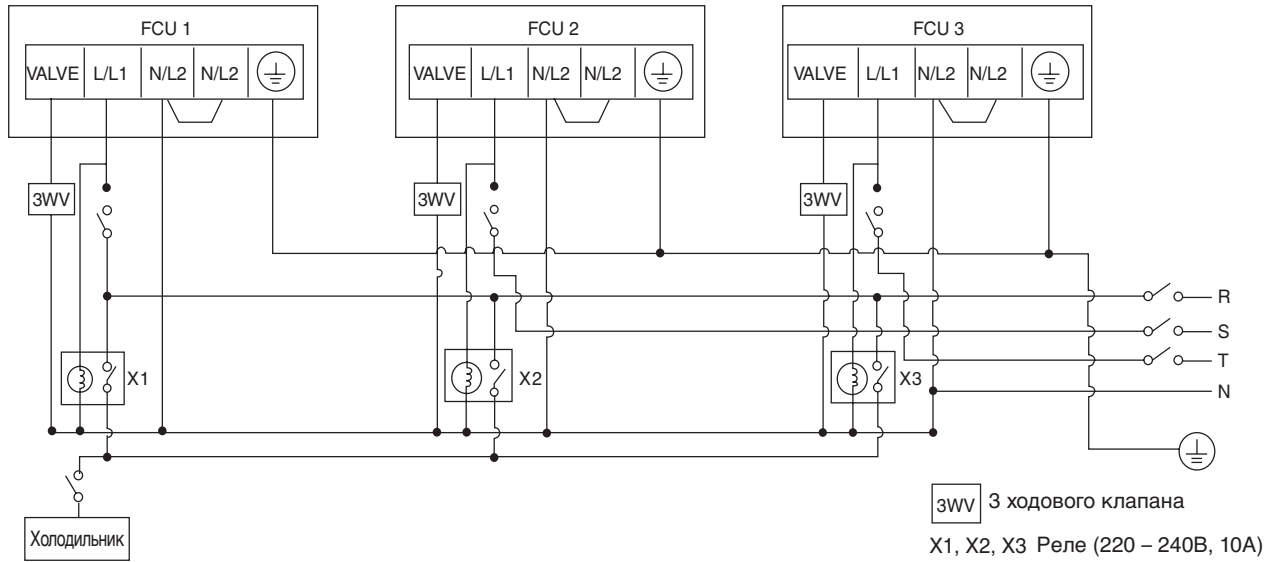 FCU 1
FCU 2
FCU 3
VALVE L/L1 N/L2 N/L2
VALVE L/L1 N/L2 N/L2
VALVE L/L1 N/L2 N/L2
3WV
3WV
3WV
R
S
T
N
X1
X2
X3
Холодильник
3WV 3 ходового клапана
X1, X2, X3 Реле (220 – 240В, 10А)